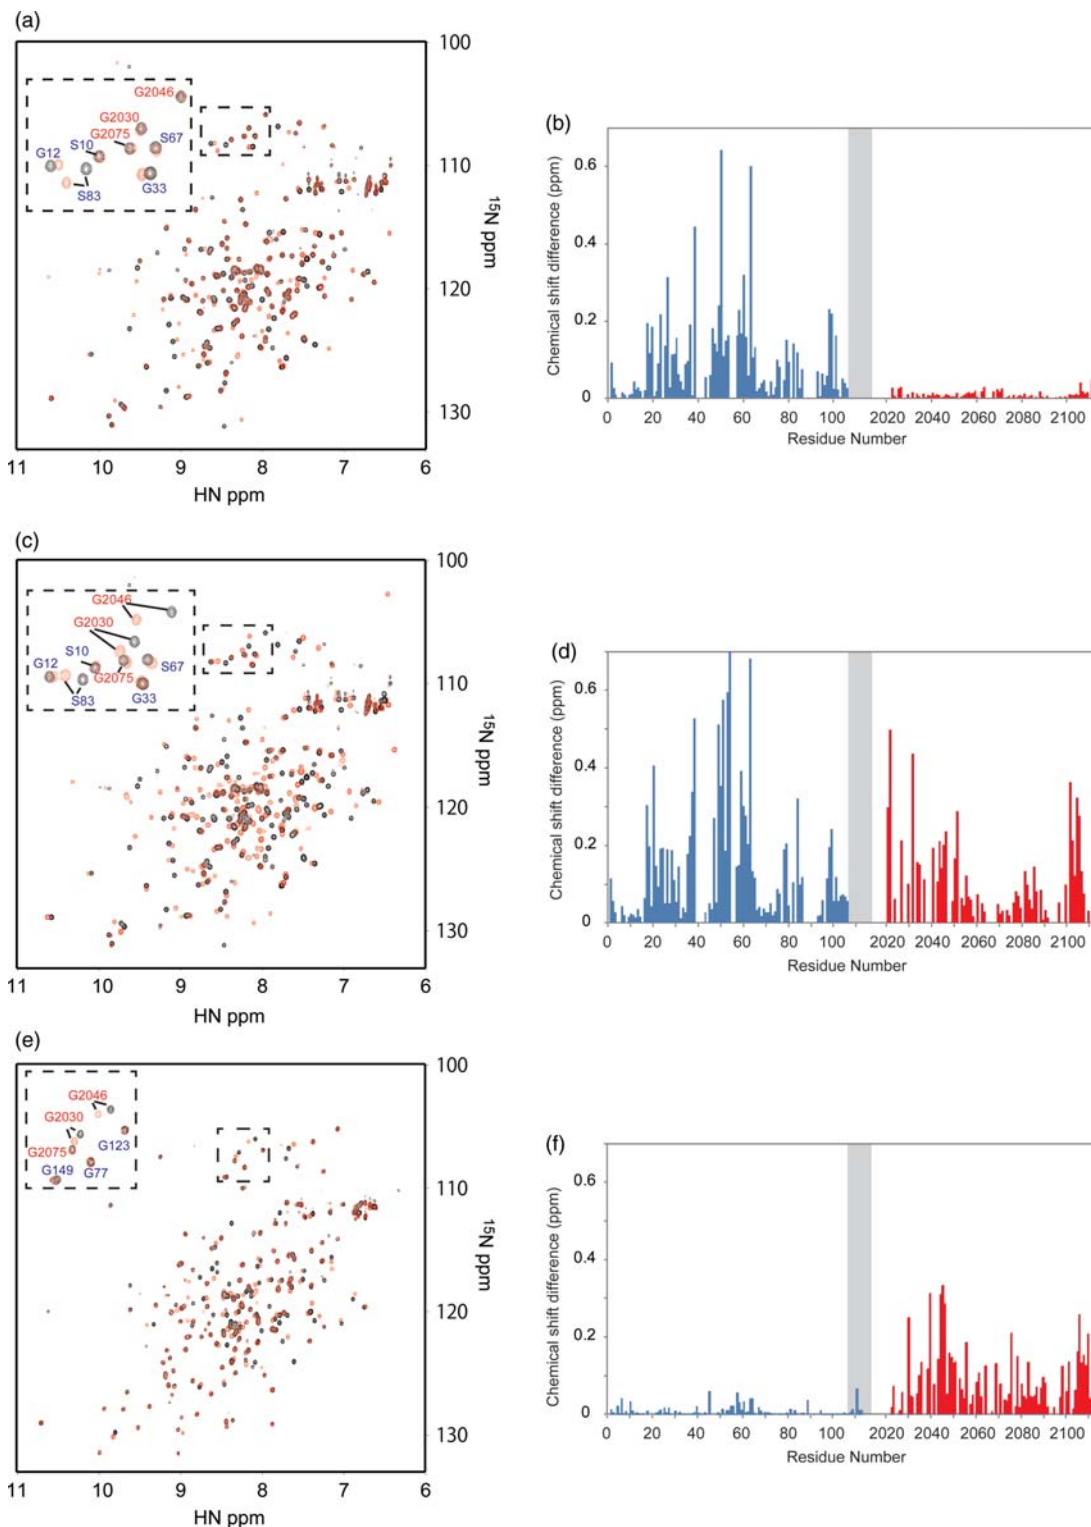 (a)
100
110
120
130
15N ppm
11 10 9 8 7 6
HN ppm
G2046
G2030
G2075
S67
S10
G12
S83
G33
(b)
Chemical shift difference (ppm)
0.6
0.4
0.2
0
0 20 40 60 80 100 2020 2040 2060 2080 2100
Residue Number
(c)
100
110
120
130
15N ppm
11 10 9 8 7 6
HN ppm
G2046
G2030
S10
G12
G2075
S67
S83
G33
(d)
Chemical shift difference (ppm)
0.6
0.4
0.2
0
0 20 40 60 80 100 2020 2040 2060 2080 2100
Residue Number
(e)
100
110
120
130
15N ppm
11 10 9 8 7 6
HN ppm
G2046
G2030
G2075
G123
G149
G77
(f)
Chemical shift difference (ppm)
0.6
0.4
0.2
0
0 20 40 60 80 100 2020 2040 2060 2080 2100
Residue Number